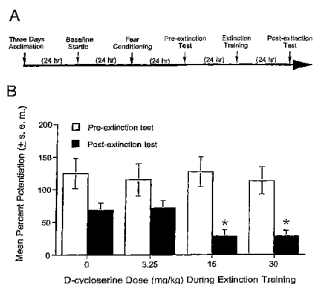 A
Three Days Baseline Fear Pre-extinction Extinction Post-extinction
Acclimation Startle Conditioning Test Training Test
(24 hr) (24 hr) (24 hr) (24 hr) (24 hr)
B
Mean Percent Potentiation (± s. e. m.)
200
150
100
50
0
Pre-extinction test
Post-extinction test
* *
0 3.25 15 30
D-cycloserine Dose (mg/kg) During Extinction Training